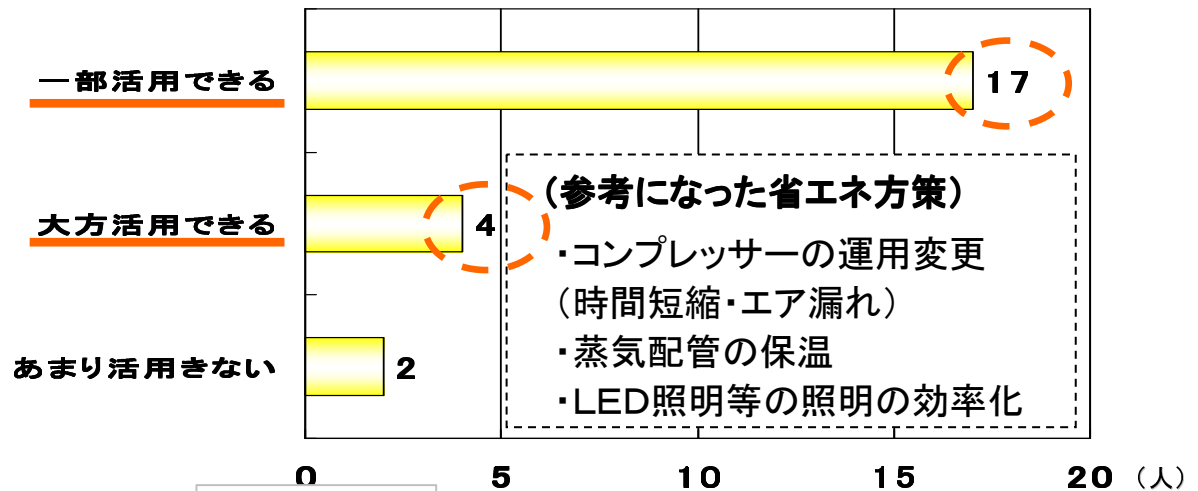 一部活用できる
17
大方活用できる
4
あまり活用きない
2
(参考になった省エネ方策)
・コンプレッサーの運用変更
(時間短縮・エア漏れ)
・蒸気配管の保温
・LED照明等の照明の効率化
0 5 10 15 20 (人)